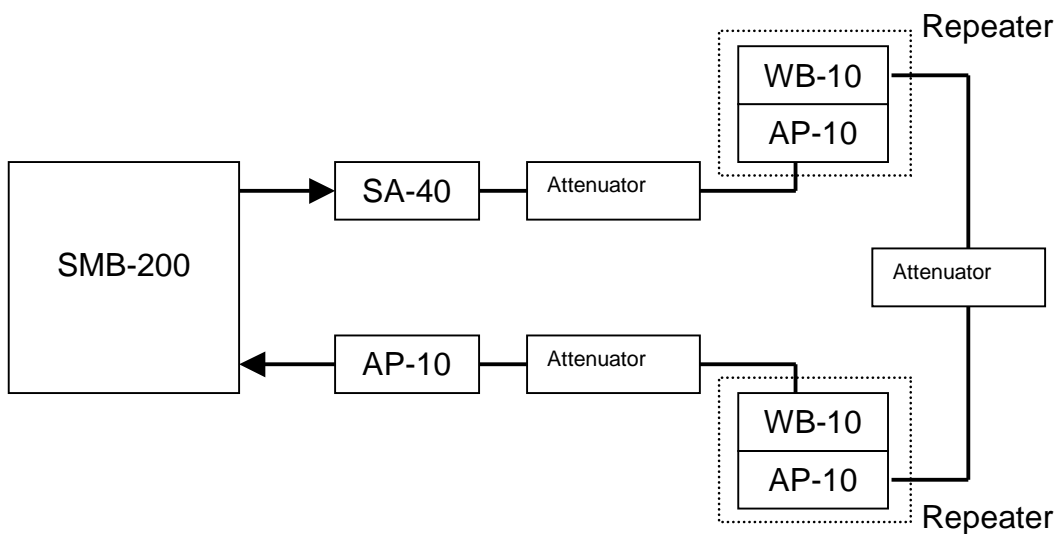 Repeater
WB-10
AP-10
SMB-200
SA-40
Attenuator
Attenuator
AP-10
Attenuator
WB-10
AP-10
Repeater